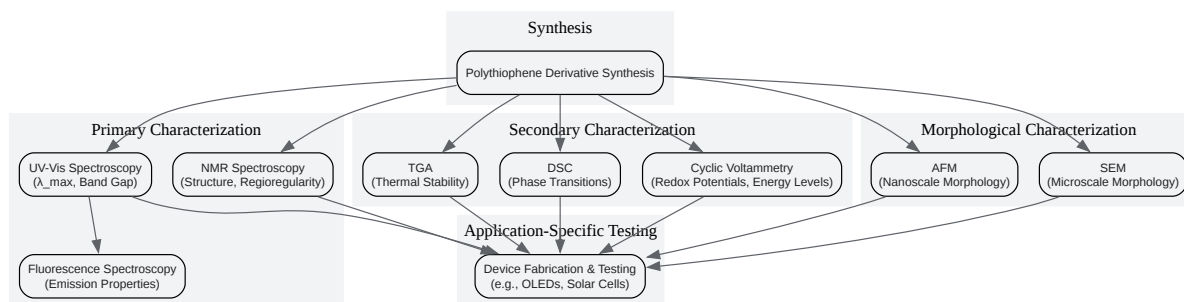 Synthesis
Polythiophene Derivative Synthesis
Primary Characterization
Secondary Characterization
Morphological Characterization
UV-Vis Spectroscopy
(λ_max, Band Gap)
NMR Spectroscopy
(Structure, Regioregularity)
TGA
(Thermal Stability)
DSC
(Phase Transitions)
Cyclic Voltammetry
(Redox Potentials, Energy Levels)
AFM
(Nanoscale Morphology)
SEM
(Microscale Morphology)
Application-Specific Testing
Fluorescence Spectroscopy
(Emission Properties)
Device Fabrication & Testing
(e.g., OLEDs, Solar Cells)